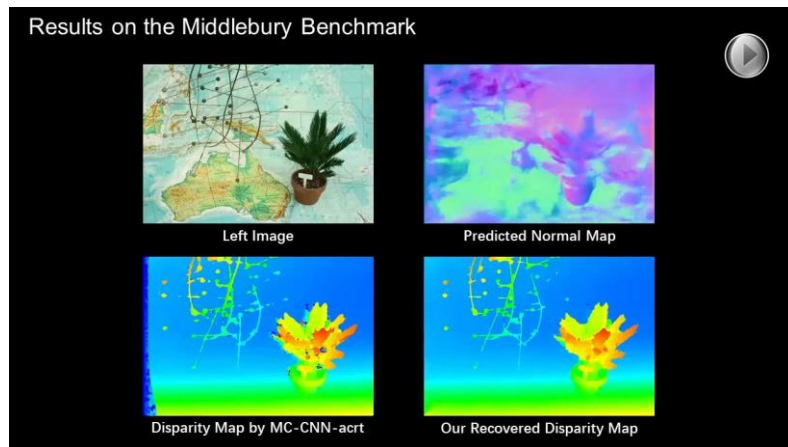 Results on the Middlebury Benchmark
Left Image
Predicted Normal Map
Disparity Map by MC-CNN-acrt
Our Recovered Disparity Map